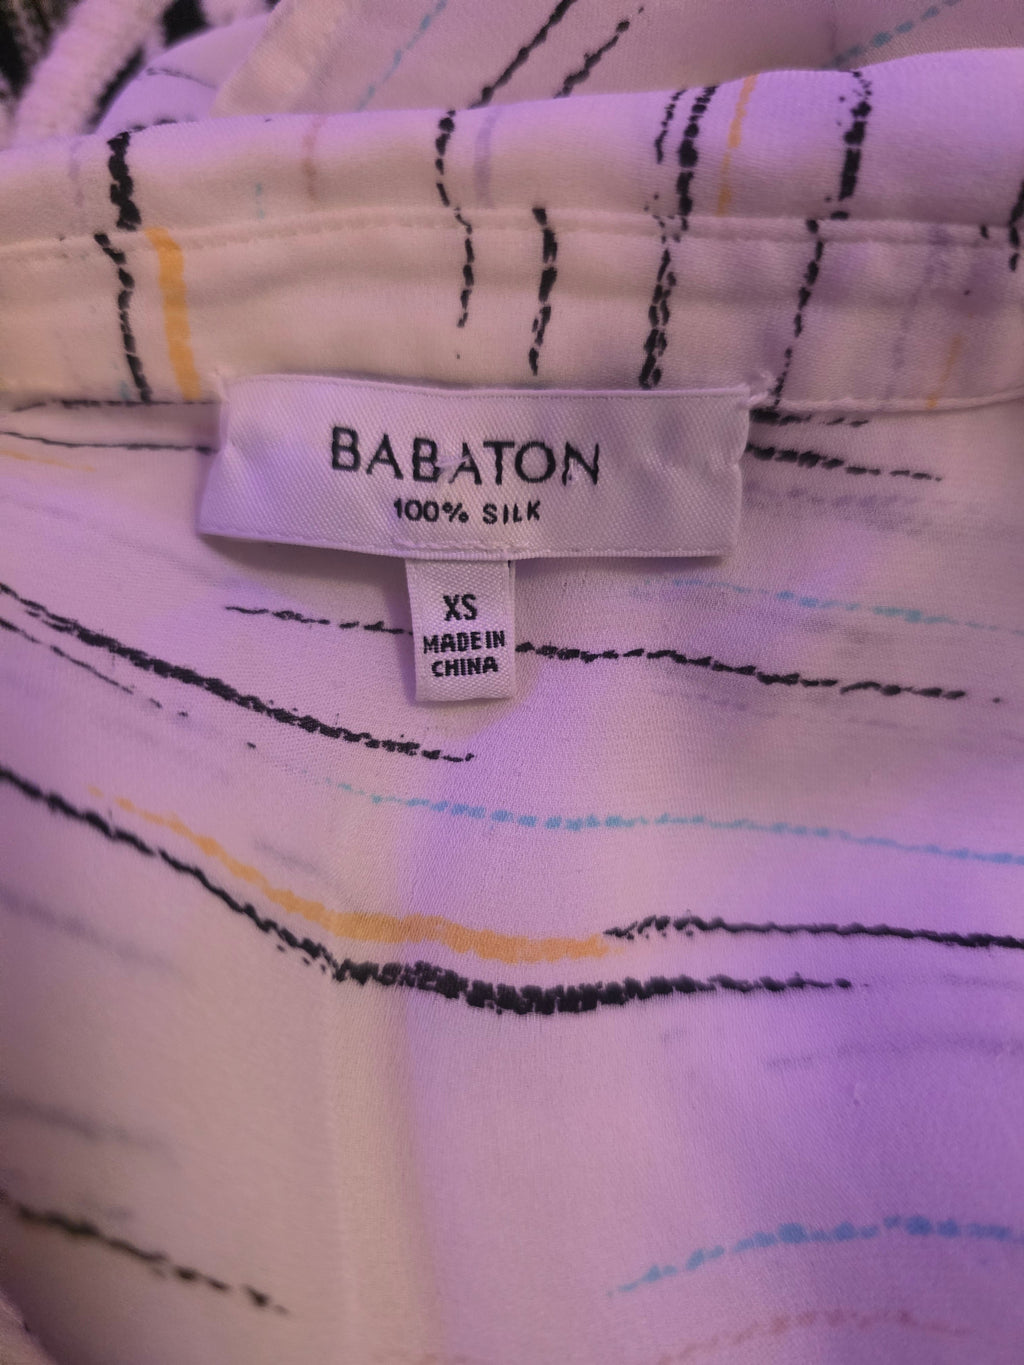 BABATON
100% SILK
XS
MADE IN
CHINA